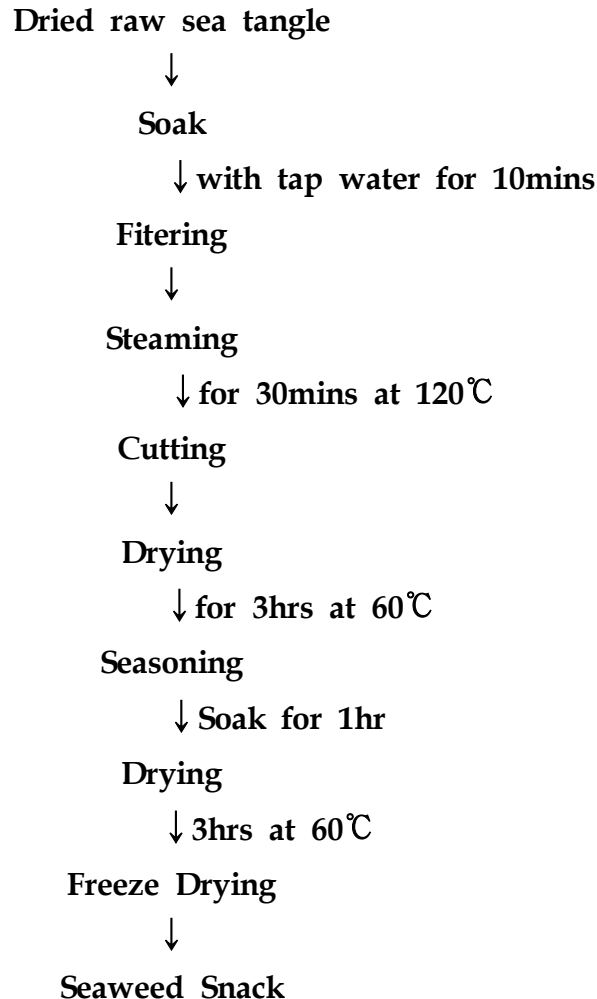 Dried raw sea tangle
↓
Soak
↓ with tap water for 10mins
Fitering
↓
Steaming
↓ for 30mins at 120℃
Cutting
↓
Drying
↓ for 3hrs at 60℃
Seasoning
↓ Soak for 1hr
Drying
↓ 3hrs at 60℃
Freeze Drying
↓
Seaweed Snack